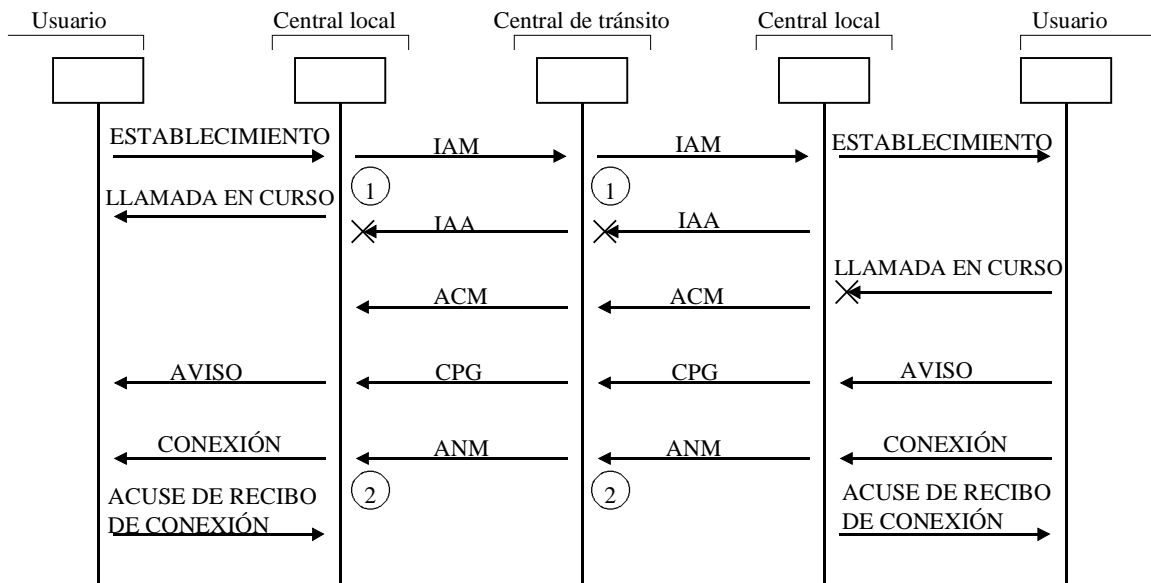 Usuario
Central local
Central de tránsito
Central local
Usuario
ESTABLECIMIENTO
IAM
IAM
ESTABLECIMIENTO
1
1
LLAMADA EN CURSO
IAA
IAA
LLAMADA EN CURSO
ACM
ACM
AVISO
CPG
CPG
AVISO
CONEXIÓN
ANM
ANM
CONEXIÓN
2
2
ACUSE DE RECIBO
DE CONEXIÓN
ACUSE DE RECIBO
DE CONEXIÓN